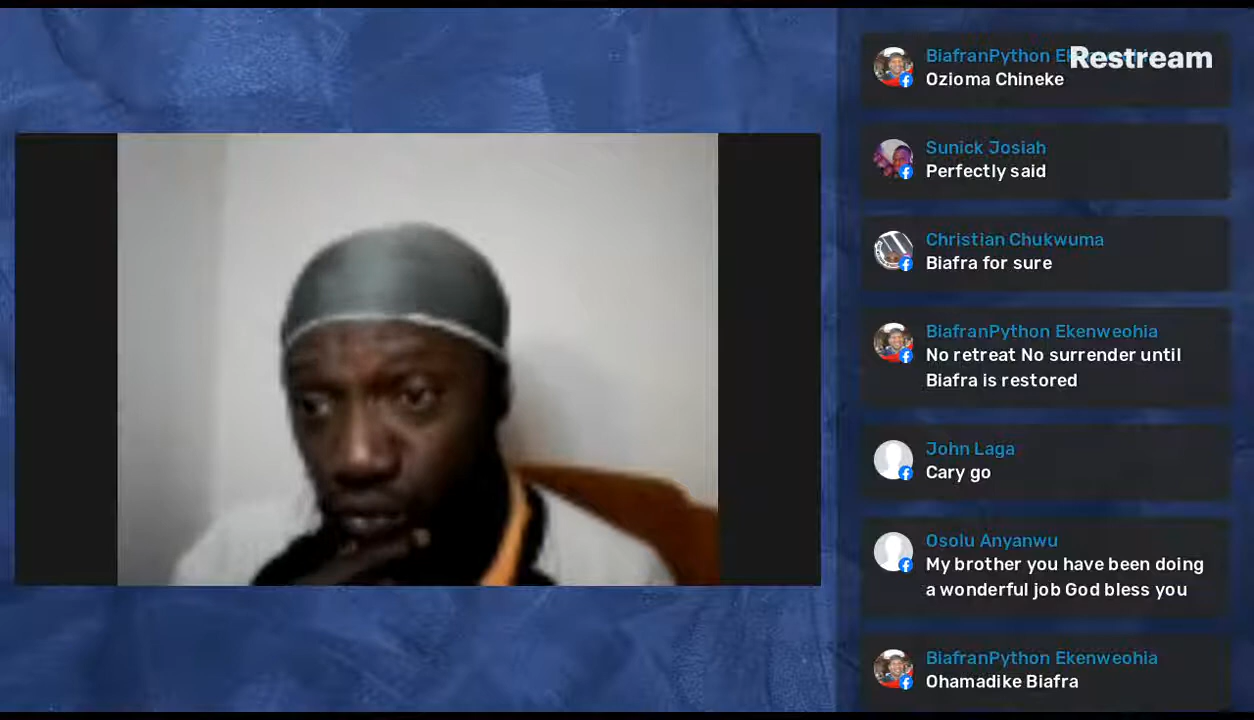 BiafranPython
Restream
Ozioma Chineke
Sunick Josiah
Perfectly said
Christian Chukwuma
Biafra for sure
BiafranPython Ekenweohia
No retreat No surrender until
Biafra is restored
John Laga
Cary go
Osolu Anyanwu
My brother you have been doing
a wonderful job God bless you
BiafranPython Ekenweohia
Ohamadike Biafra